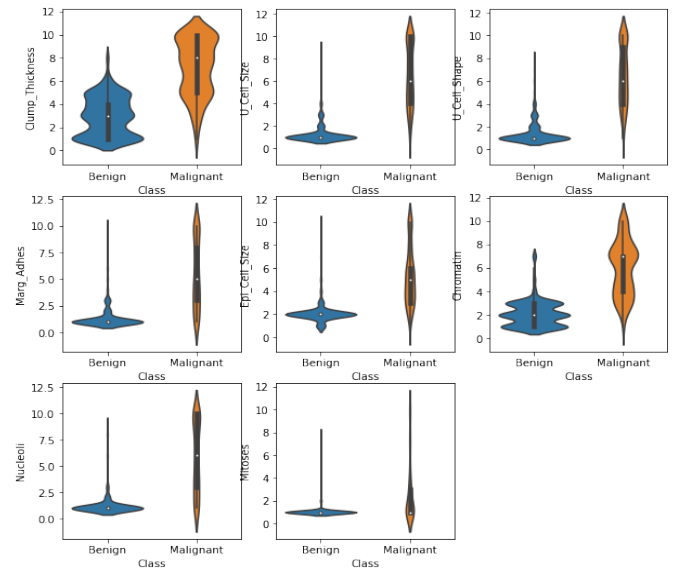 Clump_Thickness
12
10
8
6
4
2
0
Benign Malignant
Class
U_Cell_Size
12
10
8
6
4
2
0
Benign Malignant
Class
U_Cell_Shape
12
10
8
6
4
2
0
Benign Malignant
Class
Marg_Adhes
12.5
10.0
7.5
5.0
2.5
0.0
Benign Malignant
Class
Epi_Cell_Size
12
10
8
6
4
2
0
Benign Malignant
Class
Chromatin
12
10
8
6
4
2
0
Benign Malignant
Class
Nucleoli
12.5
10.0
7.5
5.0
2.5
0.0
Benign Malignant
Class
Mitoses
12
10
8
6
4
2
0
Benign Malignant
Class